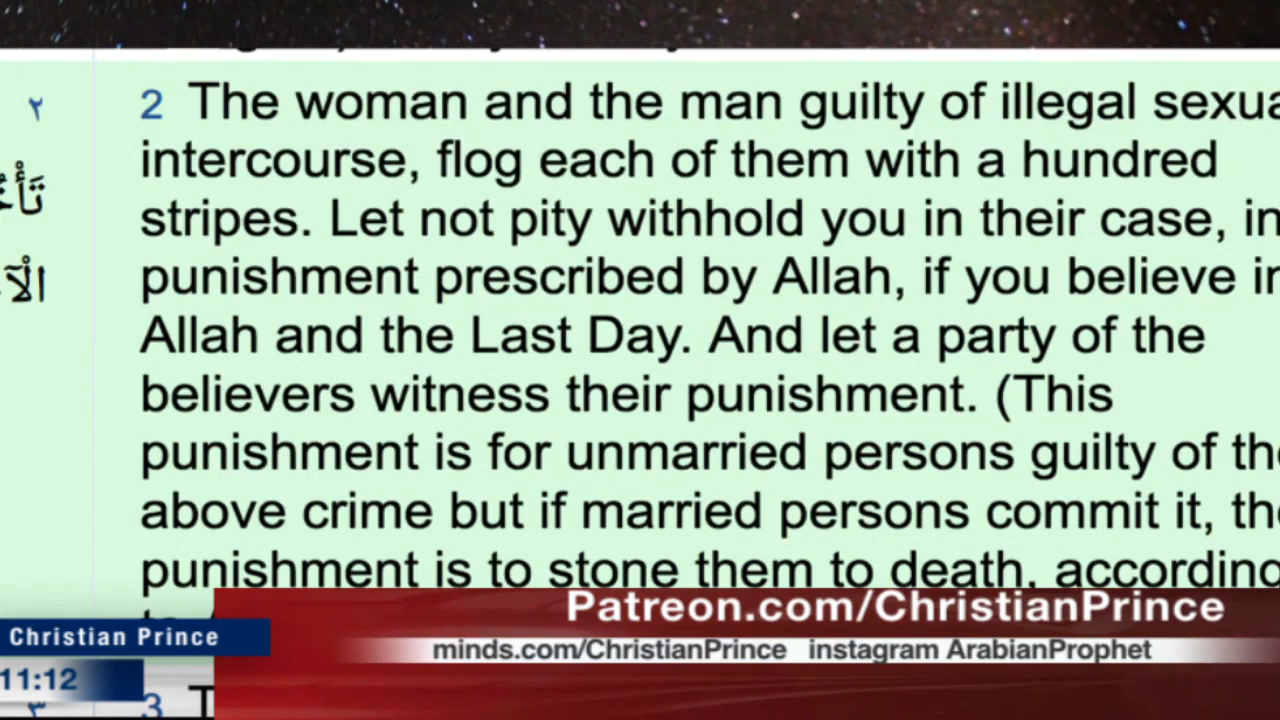 ٢
2 The woman and the man guilty of illegal sexua
intercourse, flog each of them with a hundred
stripes. Let not pity withhold you in their case, in
punishment prescribed by Allah, if you believe in
Allah and the Last Day. And let a party of the
believers witness their punishment. (This
punishment is for unmarried persons guilty of the
above crime but if married persons commit it, the
punishment is to stone them to death, according
Patreon.com/ChristianPrince
Christian Prince
minds.com/ChristianPrince instagram ArabianProphet
11:12
٣
3 T